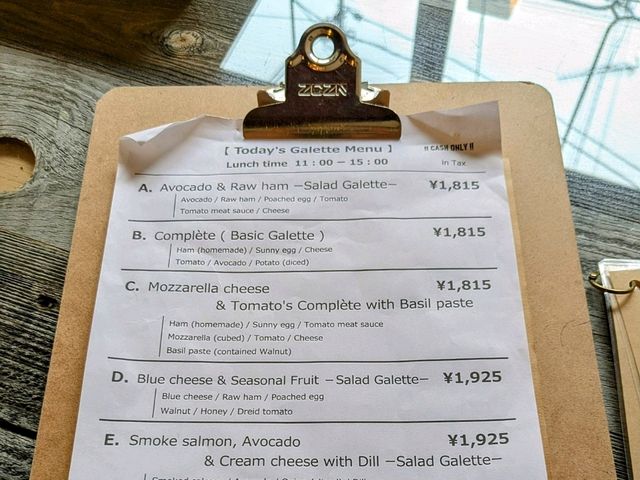 ZCZN
[ Today's Galette Menu ]
!! CASH ONLY !!
Lunch time 11：00 － 15：00
in Tax
A. Avocado & Raw ham －Salad Galette－ ¥1,815
Avocado / Raw ham / Poached egg / Tomato
Tomato meat sauce / Cheese
B. Complète ( Basic Galette ) ¥1,815
Ham (homemade) / Sunny egg / Cheese
Tomato / Avocado / Potato (diced)
C. Mozzarella cheese ¥1,815
& Tomato's Complète with Basil paste
Ham (homemade) / Sunny egg / Tomato meat sauce
Mozzarella (cubed) / Tomato / Cheese
Basil paste (contained Walnut)
D. Blue cheese & Seasonal Fruit －Salad Galette－ ¥1,925
Blue cheese / Raw ham / Poached egg
Walnut / Honey / Dreid tomato
E. Smoke salmon, Avocado ¥1,925
& Cream cheese with Dill －Salad Galette－